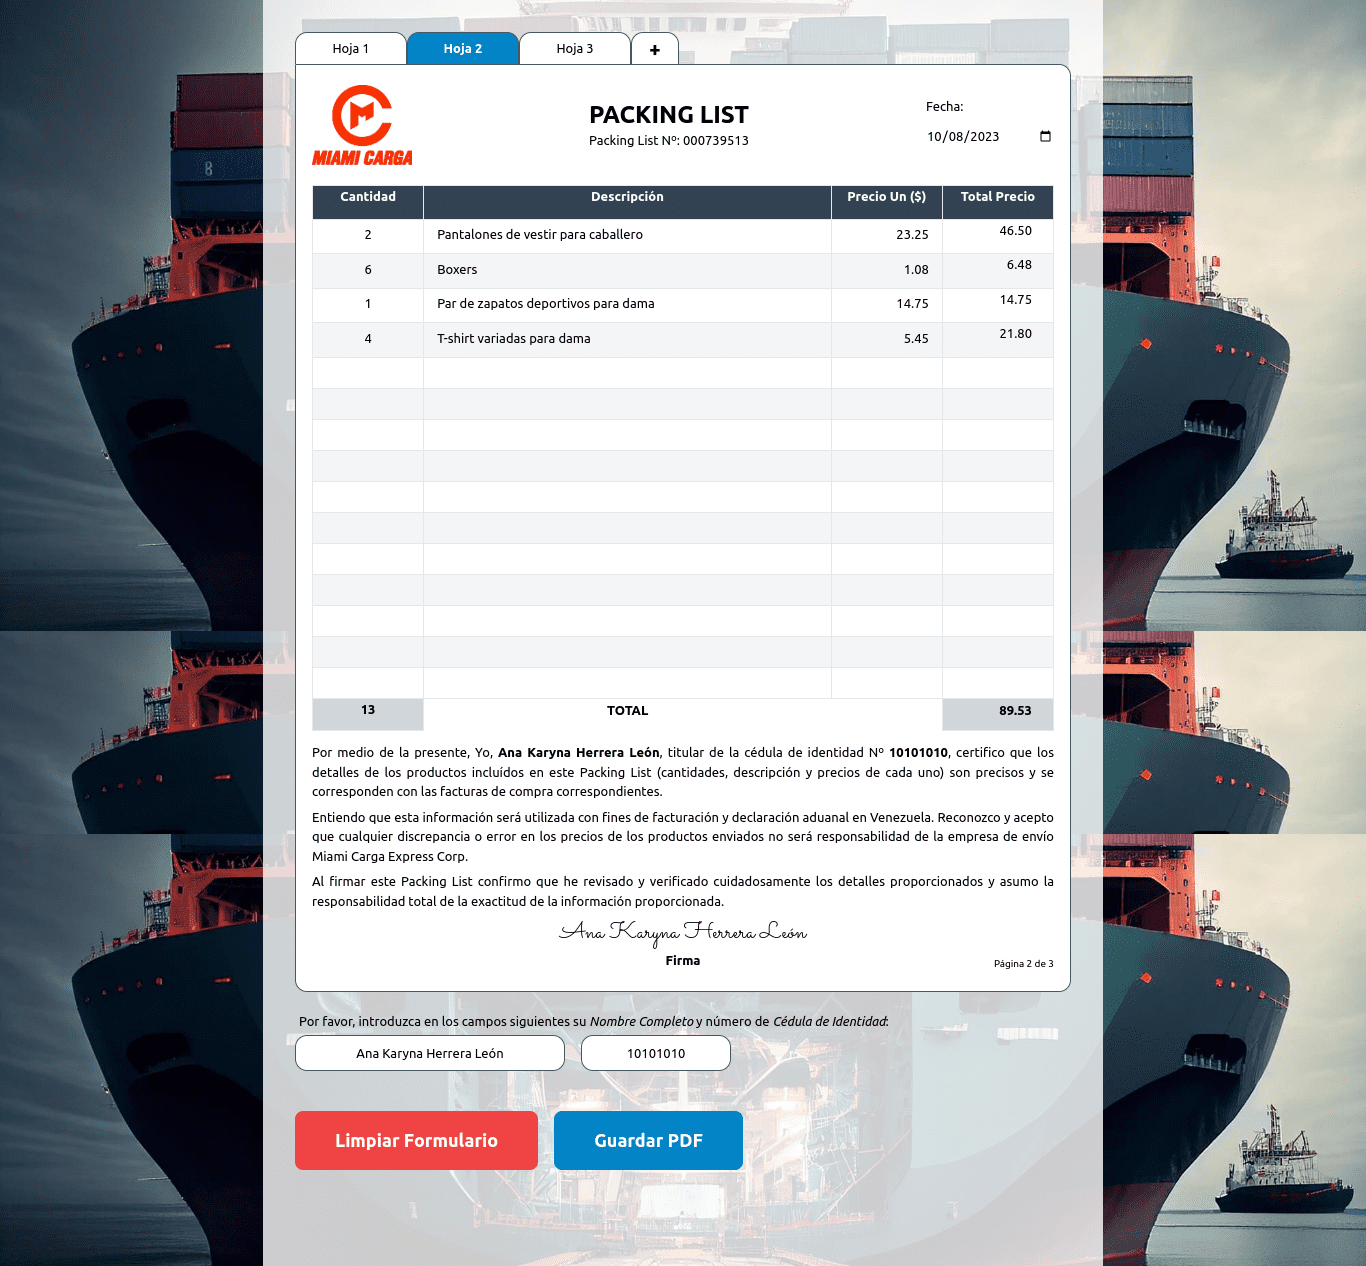 Hoja 1 Hoja 2 Hoja 3 +
MIAMI CARGA
PACKING LIST
Packing List Nº: 000739513
Fecha:
10/08/2023
Cantidad Descripción Precio Un ($) Total Precio
2 Pantalones de vestir para caballero 23.25 46.50
6 Boxers 1.08 6.48
1 Par de zapatos deportivos para dama 14.75 14.75
4 T-shirt variadas para dama 5.45 21.80
13 TOTAL 89.53
Por medio de la presente, Yo, Ana Karyna Herrera León, titular de la cédula de identidad Nº 10101010, certifico que los
detalles de los productos incluídos en este Packing List (cantidades, descripción y precios de cada uno) son precisos y se
corresponden con las facturas de compra correspondientes.
Entiendo que esta información será utilizada con fines de facturación y declaración aduanal en Venezuela. Reconozco y acepto
que cualquier discrepancia o error en los precios de los productos enviados no será responsabilidad de la empresa de envío
Miami Carga Express Corp.
Al firmar este Packing List confirmo que he revisado y verificado cuidadosamente los detalles proporcionados y asumo la
responsabilidad total de la exactitud de la información proporcionada.
Ana Karyna Herrera León
Firma
Página 2 de 3
Por favor, introduzca en los campos siguientes su Nombre Completo y número de Cédula de Identidad:
Ana Karyna Herrera León 10101010
Limpiar Formulario Guardar PDF